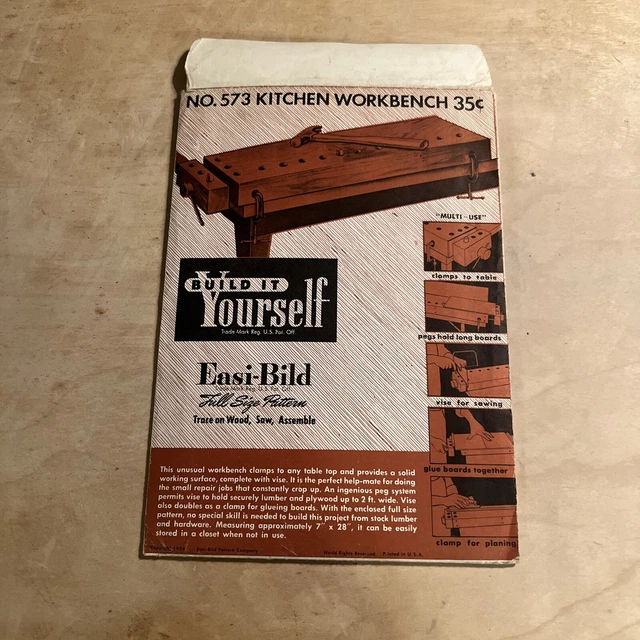 NO. 573 KITCHEN WORKBENCH 35¢
"MULTI-USE"
clamps to table
pegs hold long boards
vise for sawing
glue boards together
clamp for planing
BUILD IT
Yourself
Trade Mark Reg. U.S. Pat. Off.
Easi-Bild
Trade Mark Reg. U.S. Pat. Off.
Full Size Pattern
Trace on Wood, Saw, Assemble
This unusual workbench clamps to any table top and provides a solid
working surface, complete with vise. It is the perfect help-mate for doing
the small repair jobs that constantly crop up. An ingenious peg system
permits vise to hold securely lumber and plywood up to 2 ft. wide. Vise
also doubles as a clamp for glueing boards. With the enclosed full size
pattern, no special skill is needed to build this project from stock lumber
and hardware. Measuring approximately 7" x 28", it can be easily
stored in a closet when not in use.
Easi-Bild Pattern Company
World Rights Reserved. Printed in U.S.A.